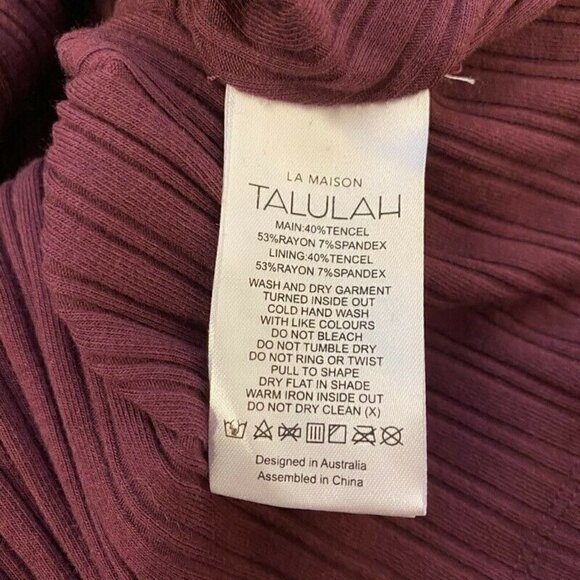 LA MAISON
TALULAH
MAIN:40%TENCEL
53%RAYON 7%SPANDEX
LINING:40%TENCEL
53%RAYON 7%SPANDEX
WASH AND DRY GARMENT
TURNED INSIDE OUT
COLD HAND WASH
WITH LIKE COLOURS
DO NOT BLEACH
DO NOT TUMBLE DRY
DO NOT RING OR TWIST
PULL TO SHAPE
DRY FLAT IN SHADE
WARM IRON INSIDE OUT
DO NOT DRY CLEAN (X)
Designed in Australia
Assembled in China